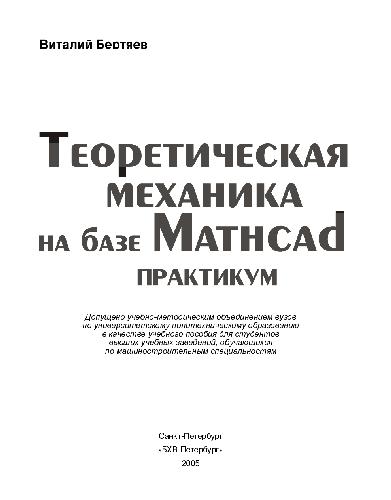 Виталий Бертяев
Теоретическая
механика
на базе Mathcad
практикум
Допущено учебно-методическим объединением вузов
по университетскому политехническому образованию
в качестве учебного пособия для студентов
высших учебных заведений, обучающихся
по машиностроительным специальностям
Санкт-Петербург
«БХВ-Петербург»
2005